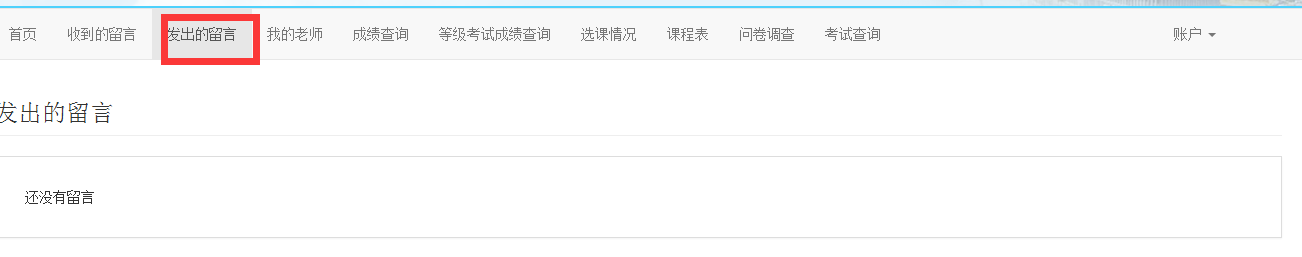 首页 收到的留言 发出的留言 我的老师 成绩查询 等级考试成绩查询 选课情况 课程表 问卷调查 考试查询 账户
发出的留言
还没有留言